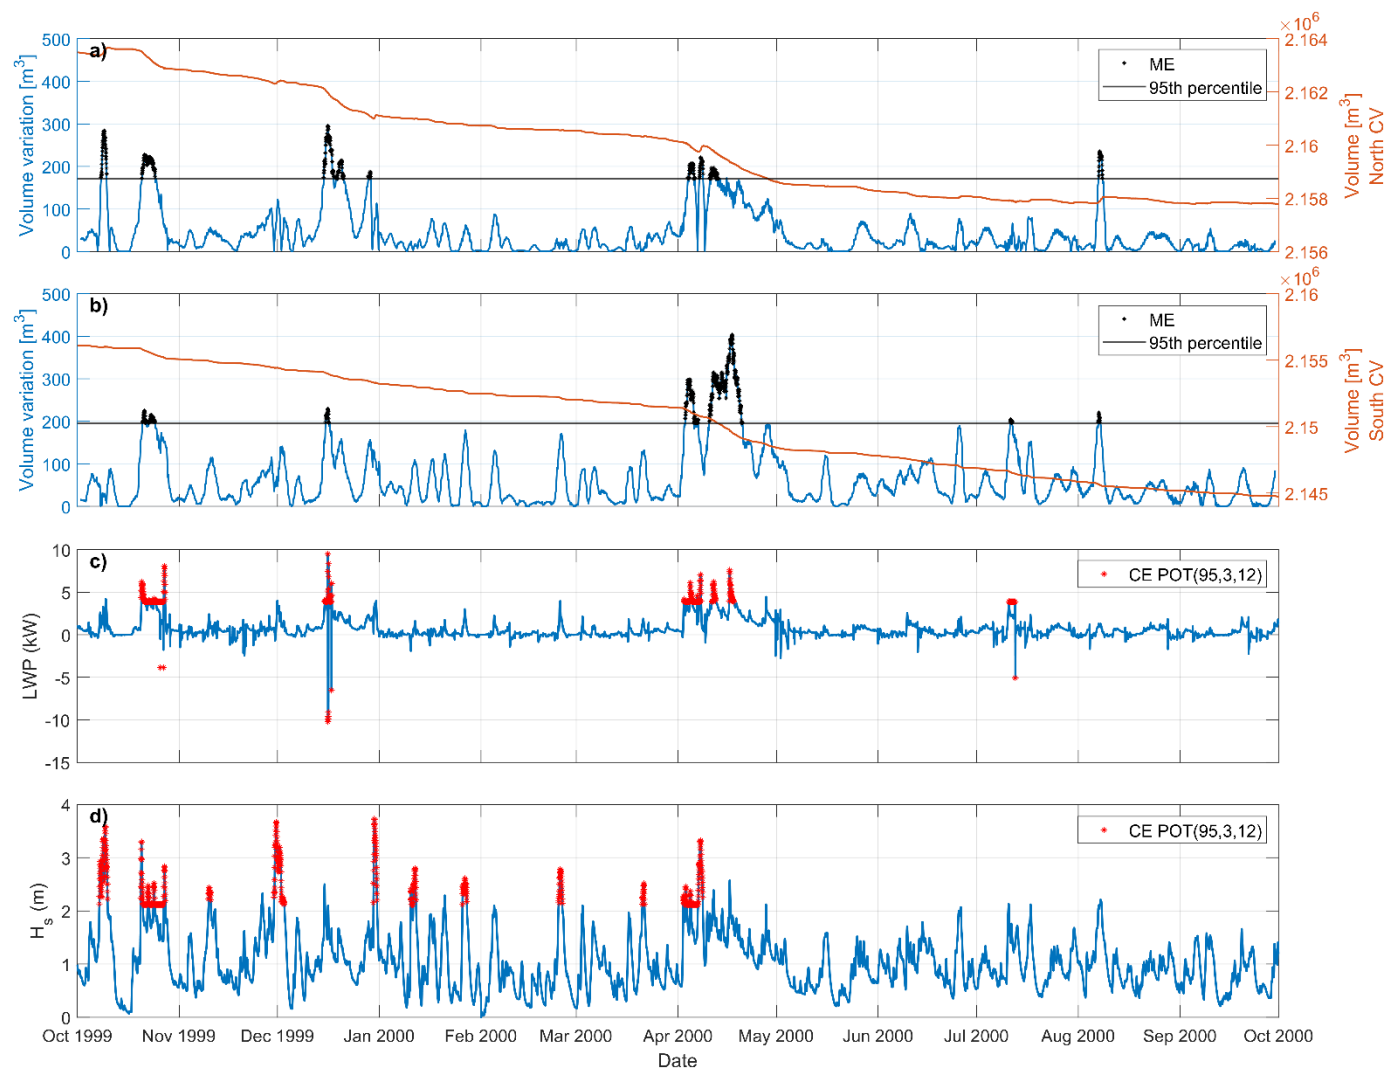 ×10⁶
a)
500
400
300
200
100
0
Volume variation [m³]
ME
95th percentile
2.164
2.162
2.16
2.158
2.156
Volume [m³]
North CV
×10⁶
b)
500
400
300
200
100
0
Volume variation [m³]
ME
95th percentile
2.16
2.155
2.15
2.145
Volume [m³]
South CV
c)
10
5
0
-5
-10
-15
LWP (kW)
CE POT(95,3,12)
d)
4
3
2
1
0
H_s (m)
CE POT(95,3,12)
Oct 1999 Nov 1999 Dec 1999 Jan 2000 Feb 2000 Mar 2000 Apr 2000 May 2000 Jun 2000 Jul 2000 Aug 2000 Sep 2000 Oct 2000
Date